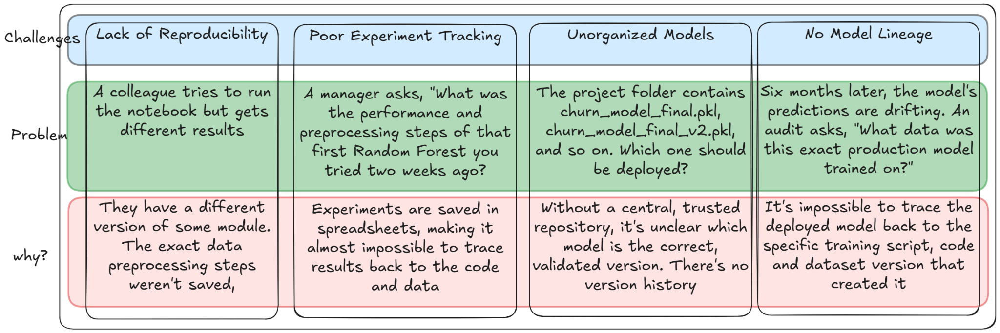 Challenges
Lack of Reproducibility
Poor Experiment Tracking
Unorganized Models
No Model Lineage
Problem
A colleague tries to run
the notebook but gets
different results
A manager asks, "What was
the performance and
preprocessing steps of that
first Random Forest you
tried two weeks ago?
The project folder contains
churn_model_final.pkl,
churn_model_final_v2.pkl,
and so on. Which one should
be deployed?
Six months later, the model's
predictions are drifting. An
audit asks, "What data was
this exact production model
trained on?"
why?
They have a different
version of some module.
The exact data
preprocessing steps
weren't saved,
Experiments are saved in
spreadsheets, making it
almost impossible to trace
results back to the code
and data
Without a central, trusted
repository, it's unclear which
model is the correct,
validated version. There's no
version history
It's impossible to trace the
deployed model back to the
specific training script, code
and dataset version that
created it